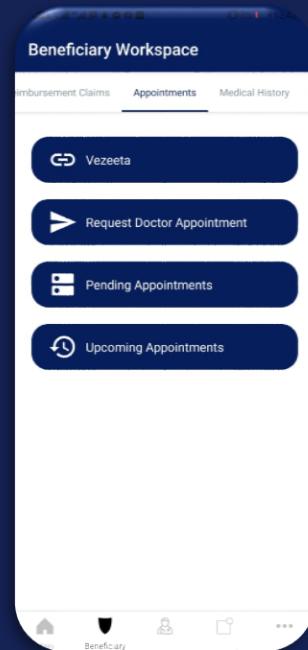 Beneficiary Workspace
eimbursement Claims Appointments Medical History
Vezeeta
Request Doctor Appointment
Pending Appointments
Upcoming Appointments
Beneficiary